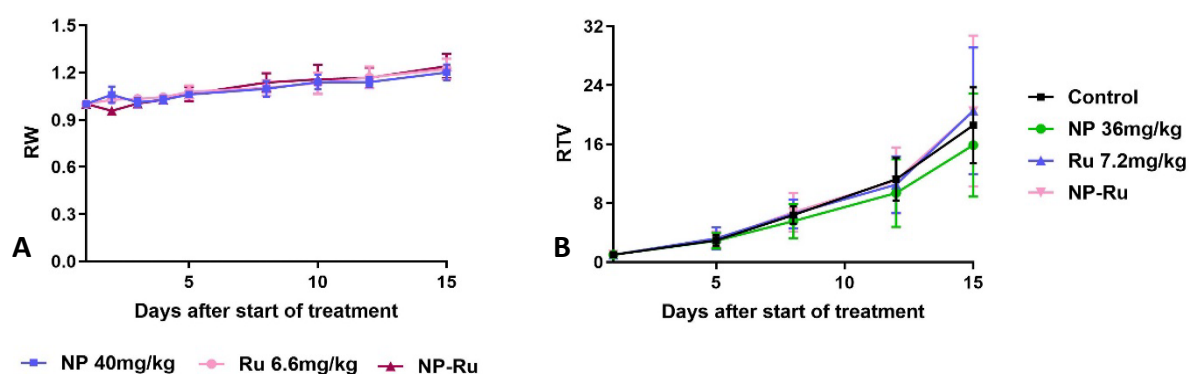 1.5
1.2
0.9
0.6
0.3
0.0
RW
A
5
10
15
Days after start of treatment
NP 40mg/kg
Ru 6.6mg/kg
NP-Ru
32
24
16
8
0
RTV
B
5
10
15
Days after start of treatment
Control
NP 36mg/kg
Ru 7.2mg/kg
NP-Ru